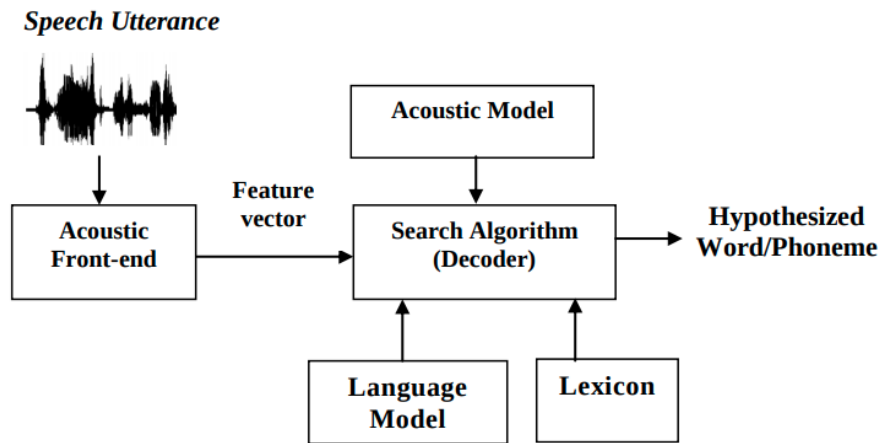 Speech Utterance
Acoustic Model
Feature
vector
Acoustic
Front-end
Search Algorithm
(Decoder)
Hypothesized
Word/Phoneme
Language
Model
Lexicon